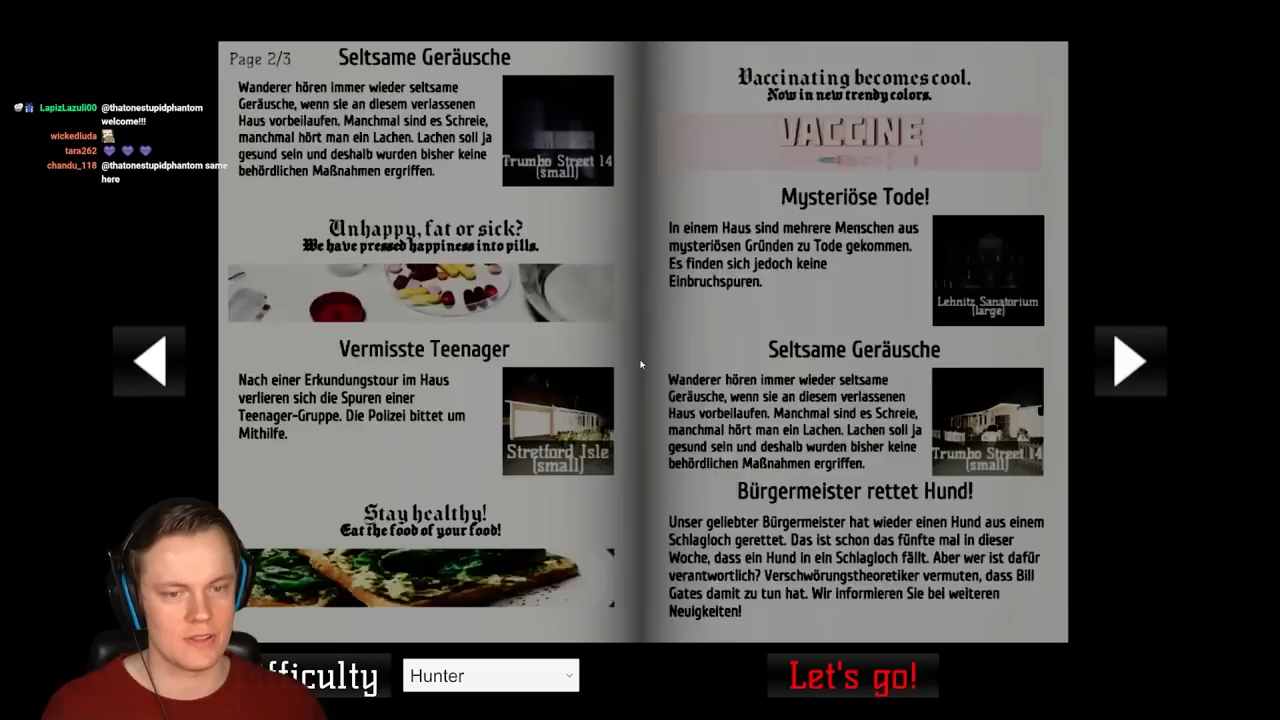 Page 2/3
Seltsame Geräusche
Wanderer hören immer wieder seltsame
Geräusche, wenn sie an diesem verlassenen
Haus vorbeilaufen. Manchmal sind es Schreie,
manchmal hört man ein Lachen. Lachen soll ja
gesund sein und deshalb wurden bisher keine
behördlichen Maßnahmen ergriffen.
Trumbo Street 14
(small)
LapizLazuli00 @thatonestupidphantom
welcome!!!
wickedluda
tara262
chandu_118 @thatonestupidphantom same
here
Unhappy, fat or sick?
We have pressed happiness into pills.
Vermisste Teenager
Nach einer Erkundungstour im Haus
verlieren sich die Spuren einer
Teenager-Gruppe. Die Polizei bittet um
Mithilfe.
Stretford Isle
(small)
Stay healthy!
Eat the food of your food!
Vaccinating becomes cool.
Now in new trendy colors.
VACCINE
Mysteriöse Tode!
In einem Haus sind mehrere Menschen aus
mysteriösen Gründen zu Tode gekommen.
Es finden sich jedoch keine
Einbruchspuren.
Lehnitz Sanatorium
(large)
Seltsame Geräusche
Wanderer hören immer wieder seltsame
Geräusche, wenn sie an diesem verlassenen
Haus vorbeilaufen. Manchmal sind es Schreie,
manchmal hört man ein Lachen. Lachen soll ja
gesund sein und deshalb wurden bisher keine
behördlichen Maßnahmen ergriffen.
Trumbo Street 14
(small)
Bürgermeister rettet Hund!
Unser geliebter Bürgermeister hat wieder einen Hund aus einem
Schlagloch gerettet. Das ist schon das fünfte mal in dieser
Woche, dass ein Hund in ein Schlagloch fällt. Aber wer ist dafür
verantwortlich? Verschwörungstheoretiker vermuten, dass Bill
Gates damit zu tun hat. Wir informieren Sie bei weiteren
Neuigkeiten!
fficulty
Hunter
Let's go!